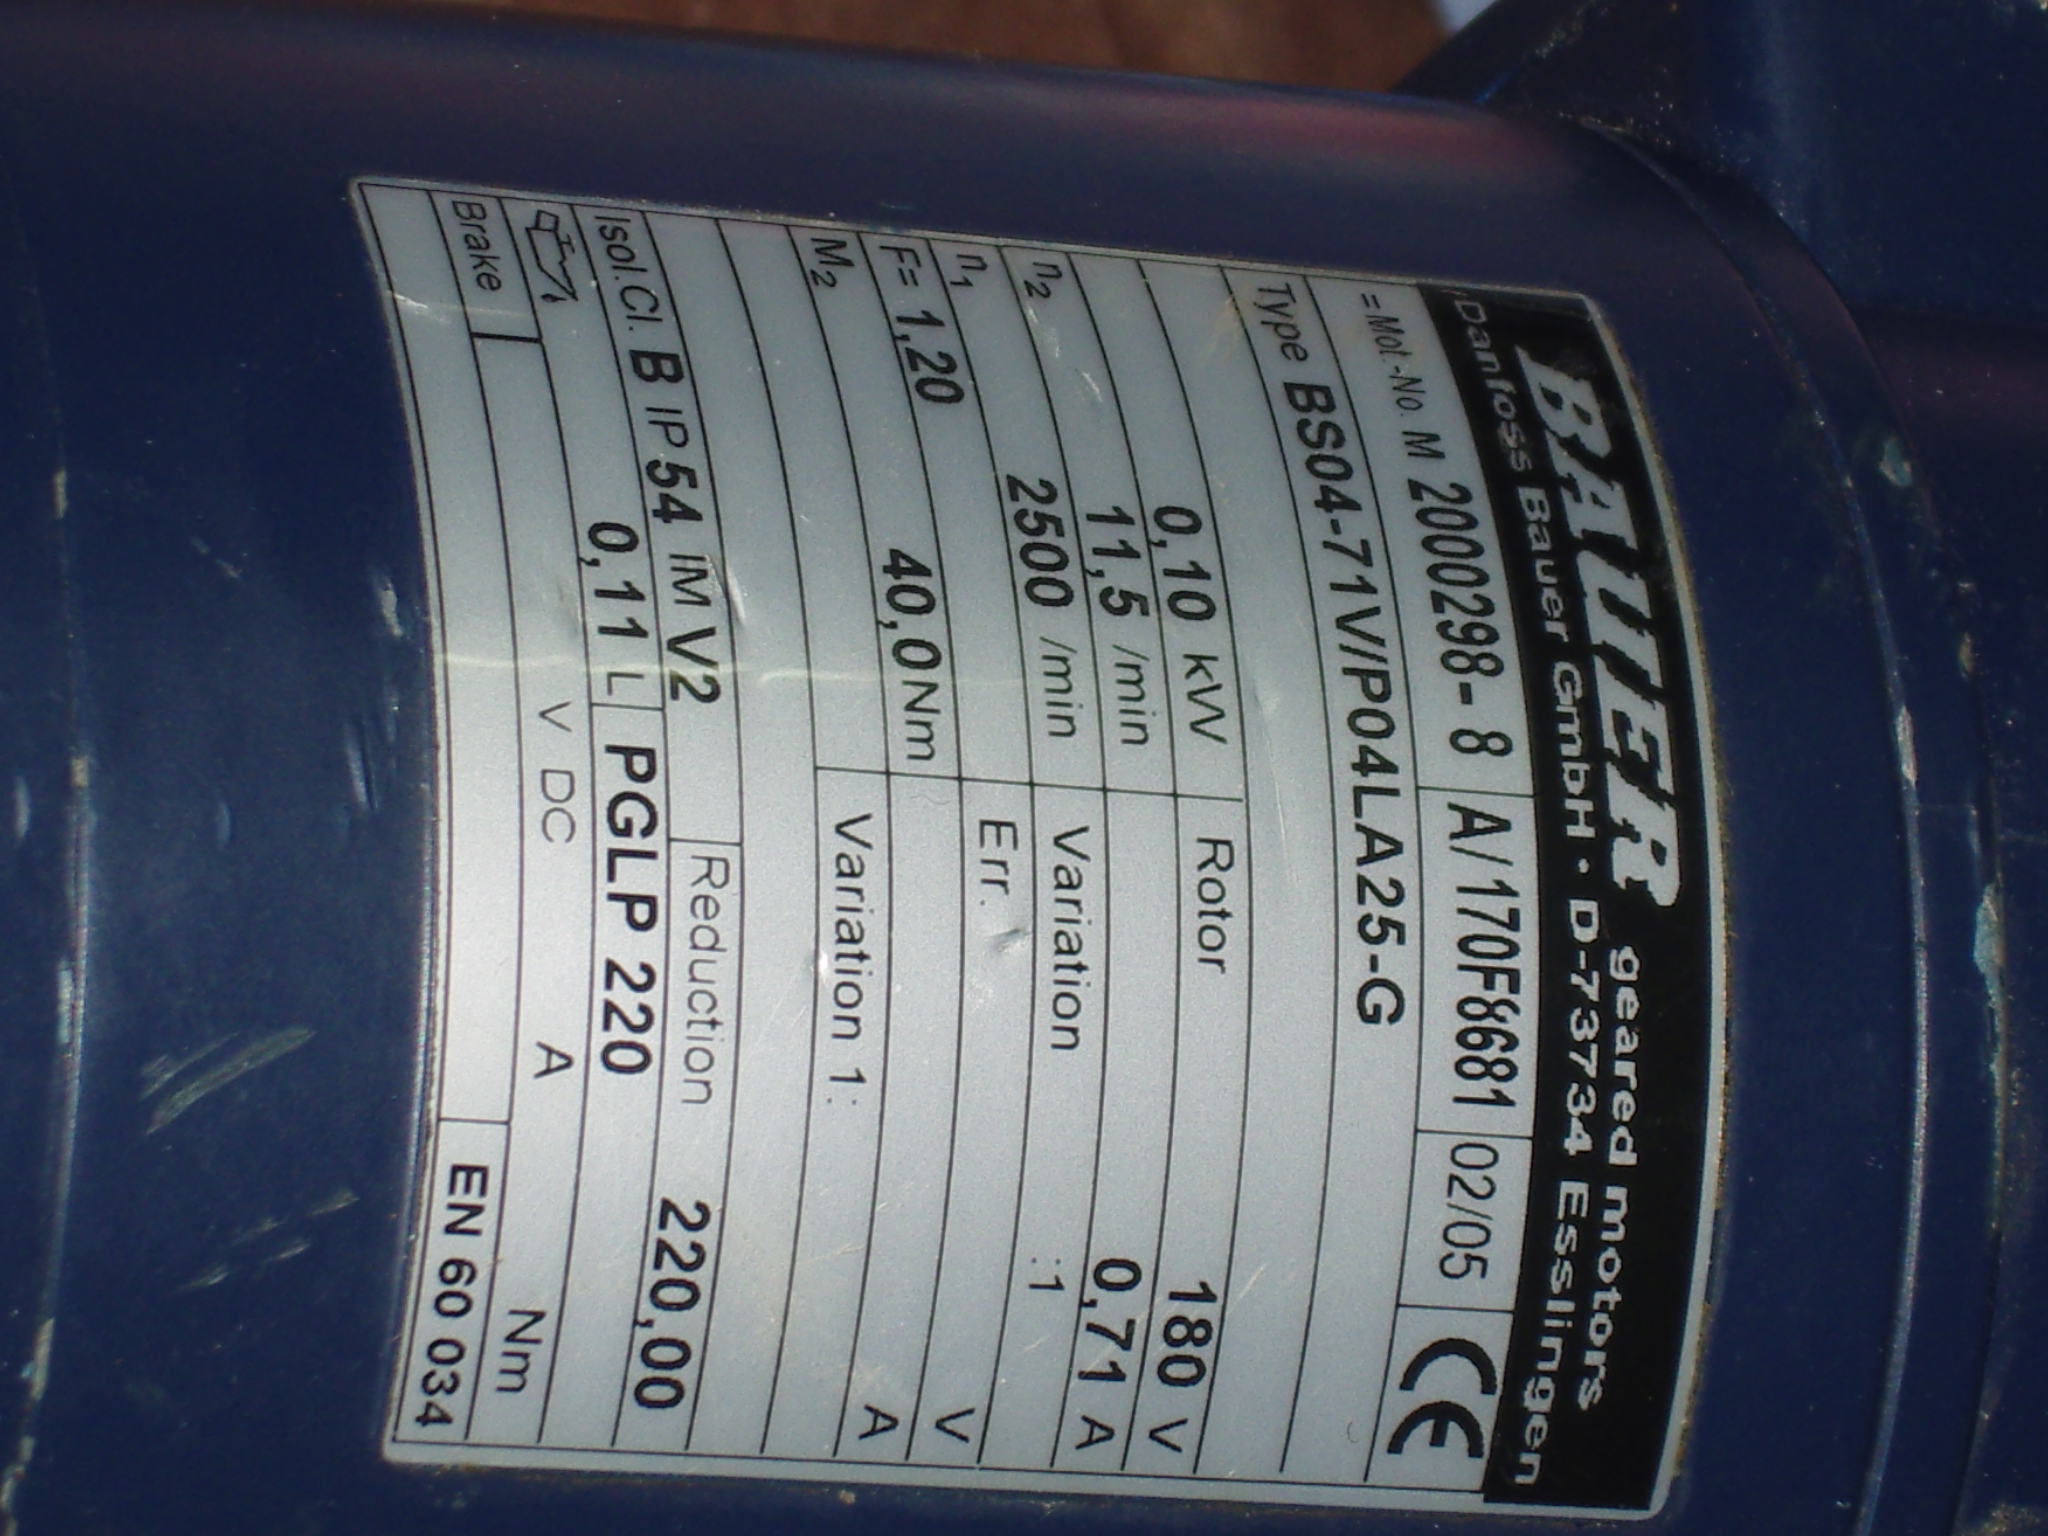 BAUER geared motors
Danfoss Bauer GmbH · D-73734 Esslingen
=Mot.-No. M 2000298- 8 A/170F8681 02/05 CE
Type BS04-71V/P04LA25-G
0,10 kW Rotor 180 V
n2 11,5 /min 0,71 A
n1 2500 /min Variation :1
F= 1,20 Err. V
M2 40,0 Nm A
Variation 1:
Isol.Cl. B IP 54 IM V2 Reduction 220,00
0,11 L PGLP 220
Brake V DC A Nm
EN 60 034